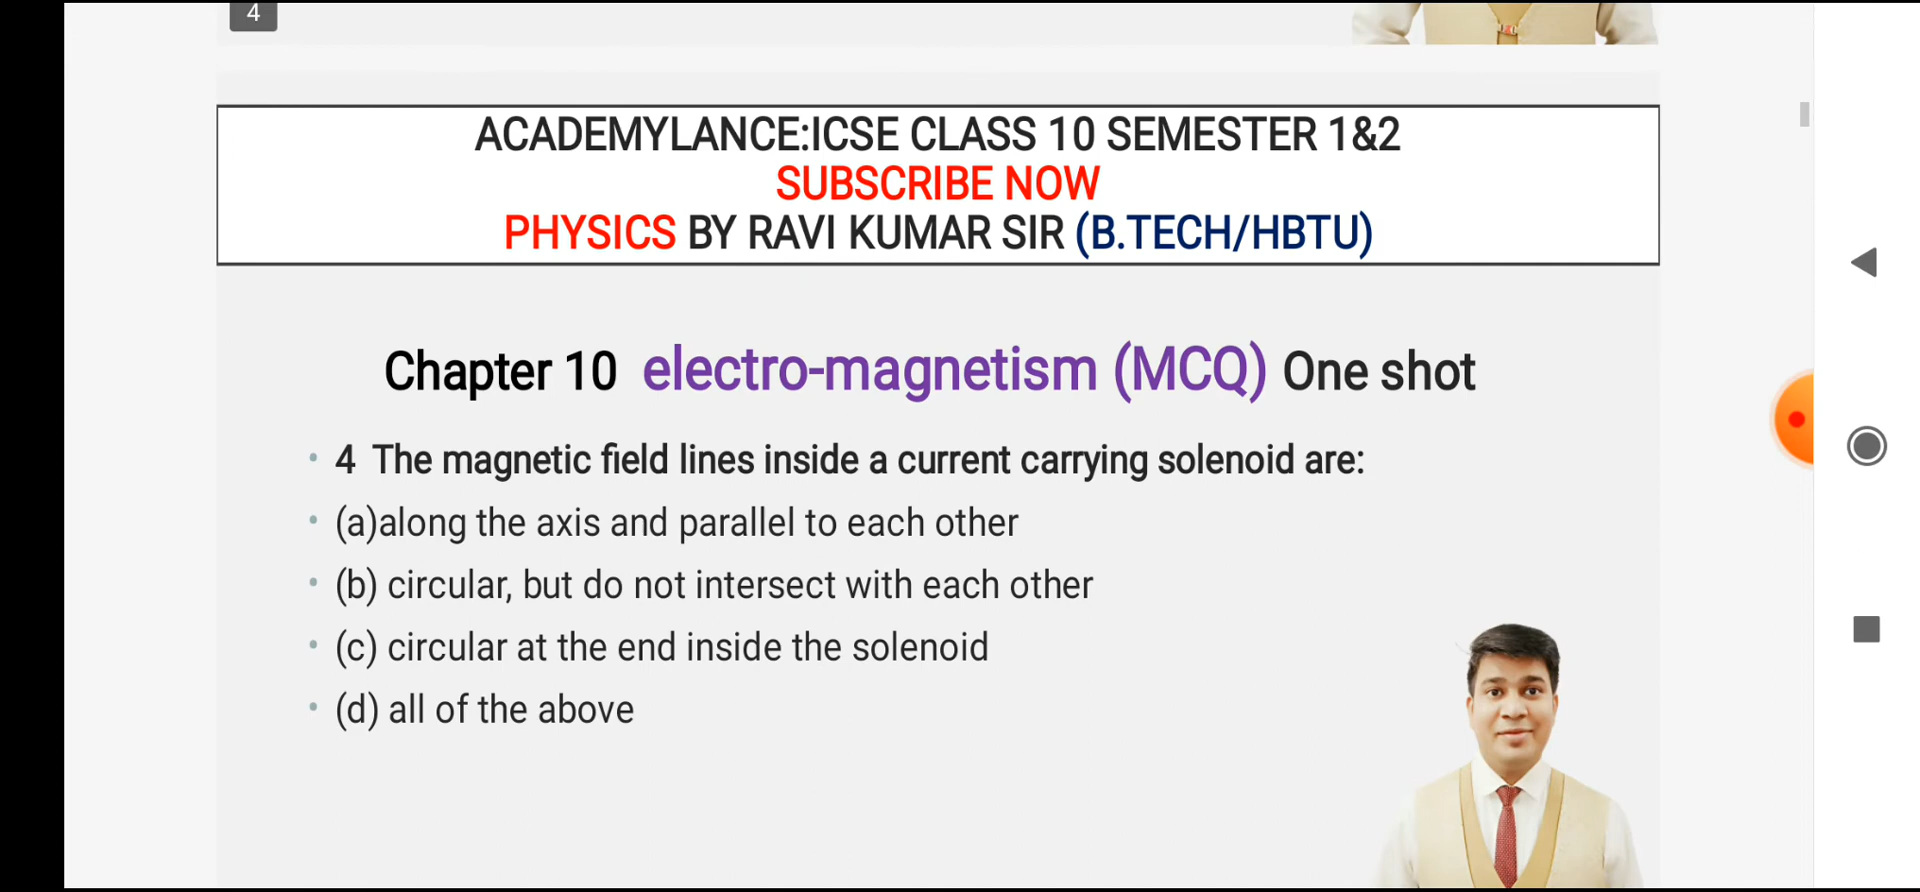 4
ACADEMYLANCE:ICSE CLASS 10 SEMESTER 1&2
SUBSCRIBE NOW
PHYSICS BY RAVI KUMAR SIR (B.TECH/HBTU)
Chapter 10 electro-magnetism (MCQ) One shot
• 4 The magnetic field lines inside a current carrying solenoid are:
• (a)along the axis and parallel to each other
• (b) circular, but do not intersect with each other
• (c) circular at the end inside the solenoid
• (d) all of the above